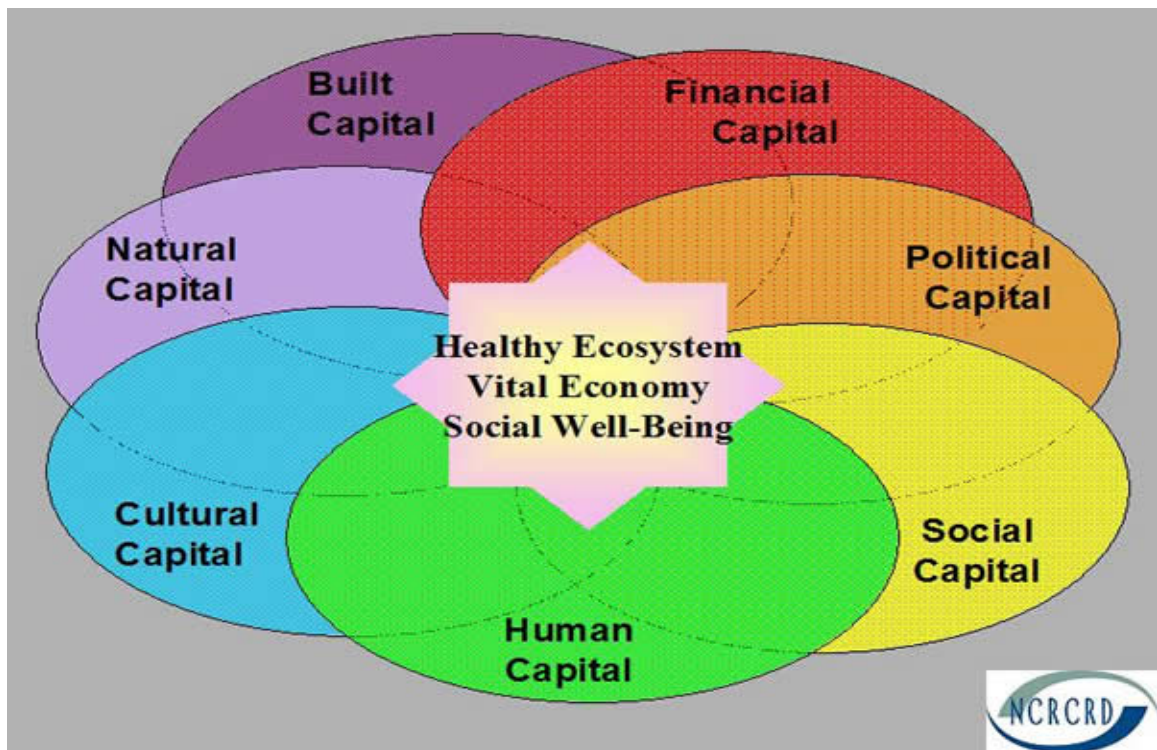 Built
Capital
Financial
Capital
Natural
Capital
Political
Capital
Healthy Ecosystem
Vital Economy
Social Well-Being
Cultural
Capital
Social
Capital
Human
Capital
NCRCRD